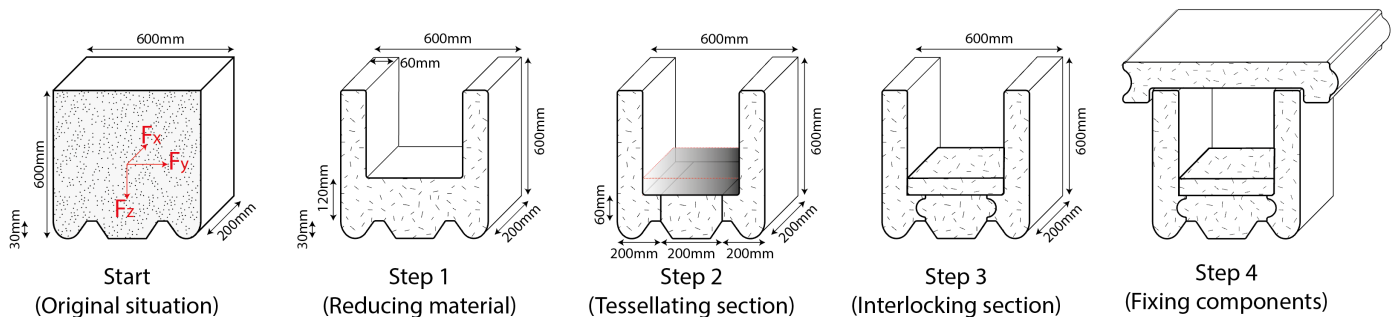 600mm
600mm
30mm
200mm
Fx
Fy
Fz
Start
(Original situation)
600mm
60mm
600mm
120mm
30mm
200mm
Step 1
(Reducing material)
600mm
600mm
60mm
200mm
200mm
200mm
200mm
Step 2
(Tessellating section)
600mm
600mm
200mm
Step 3
(Interlocking section)
Step 4
(Fixing components)